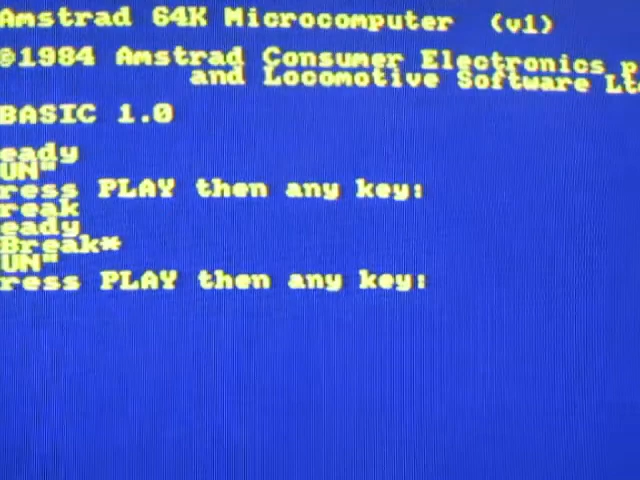 Amstrad 64K Microcomputer (v1)
©1984 Amstrad Consumer Electronics p
and Locomotive Software Lt
BASIC 1.0
eady
UN"
ress PLAY then any key:
reak
eady
Break*
UN"
ress PLAY then any key: